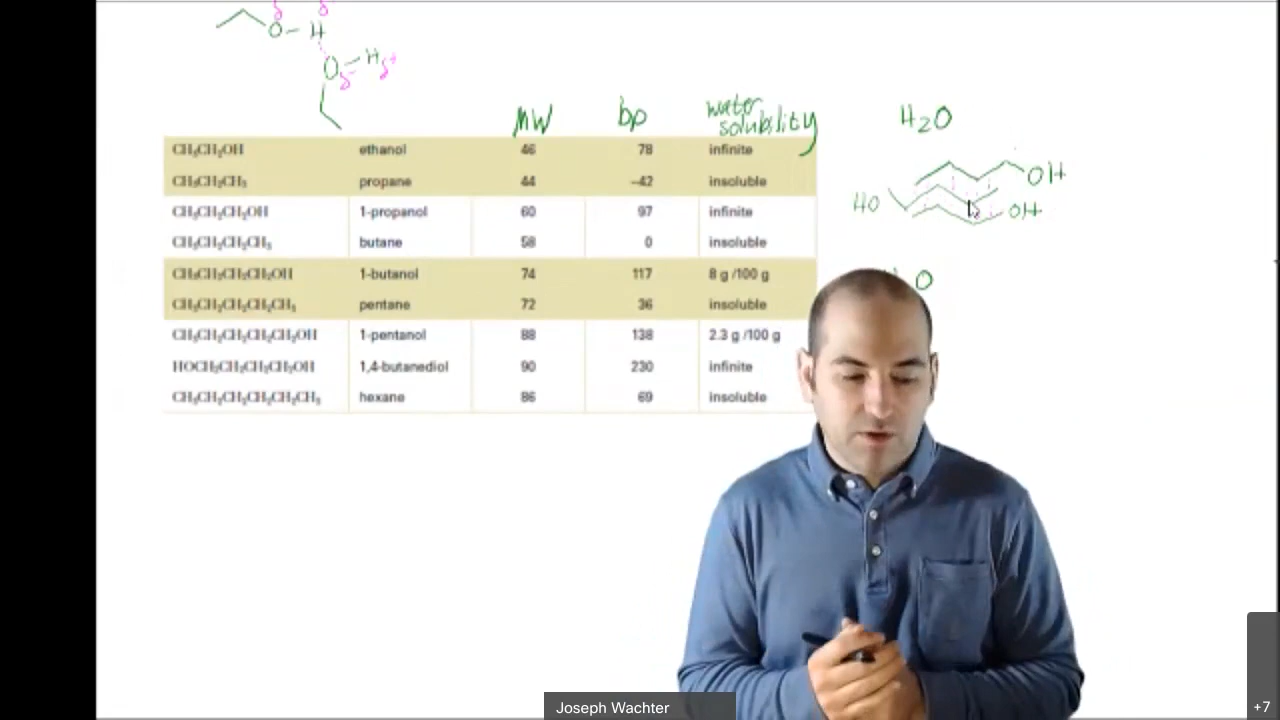 δ δ
O – H
O – H δ+
δ-
MW bp water solubility H2O
CH3CH2OH ethanol 46 78 infinite
CH3CH2CH3 propane 44 –42 insoluble
OH
CH3CH2CH2OH 1-propanol 60 97 infinite
HO OH
CH3CH2CH2CH3 butane 58 0 insoluble
CH3CH2CH2CH2OH 1-butanol 74 117 8 g /100 g
O
CH3CH2CH2CH2CH3 pentane 72 36 insoluble
CH3CH2CH2CH2CH2OH 1-pentanol 88 138 2.3 g /100 g
HOCH2CH2CH2CH2OH 1,4-butanediol 90 230 infinite
CH3CH2CH2CH2CH2CH3 hexane 86 69 insoluble
Joseph Wachter
+7